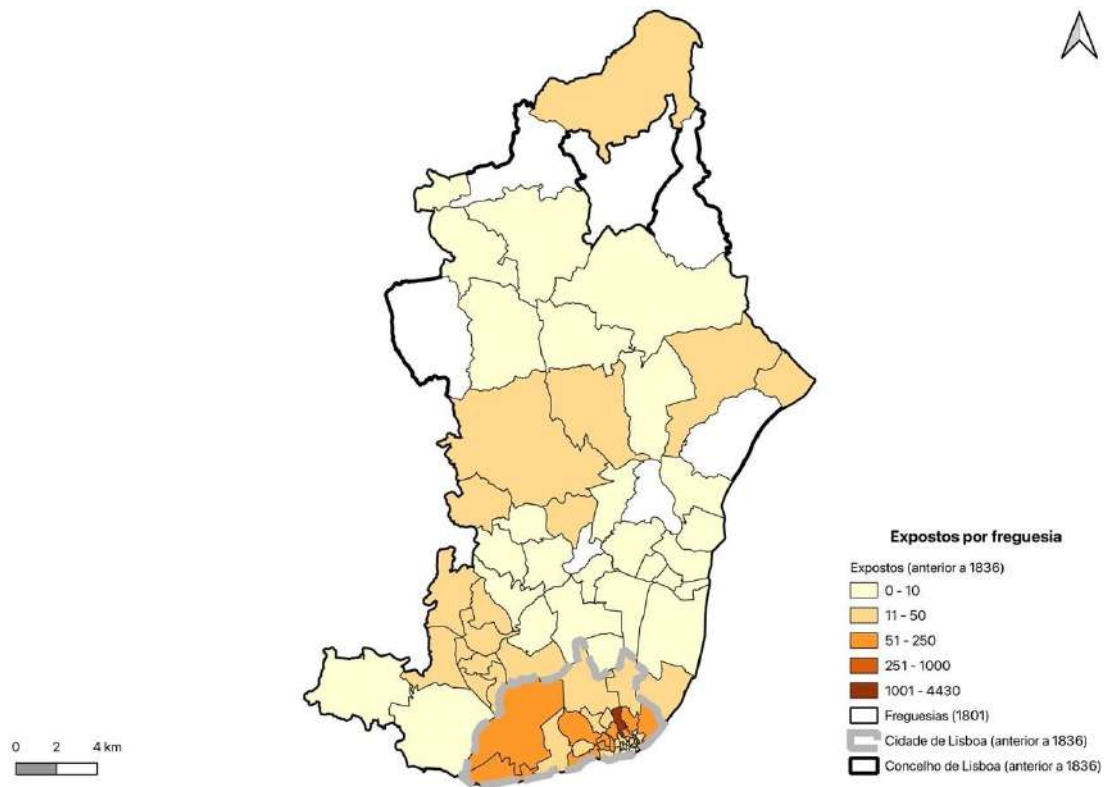 Expostos por freguesia
Expostos (anterior a 1836)
0 - 10
11 - 50
51 - 250
251 - 1000
1001 - 4430
Freguesias (1801)
Cidade de Lisboa (anterior a 1836)
Concelho de Lisboa (anterior a 1836)
0 2 4 km